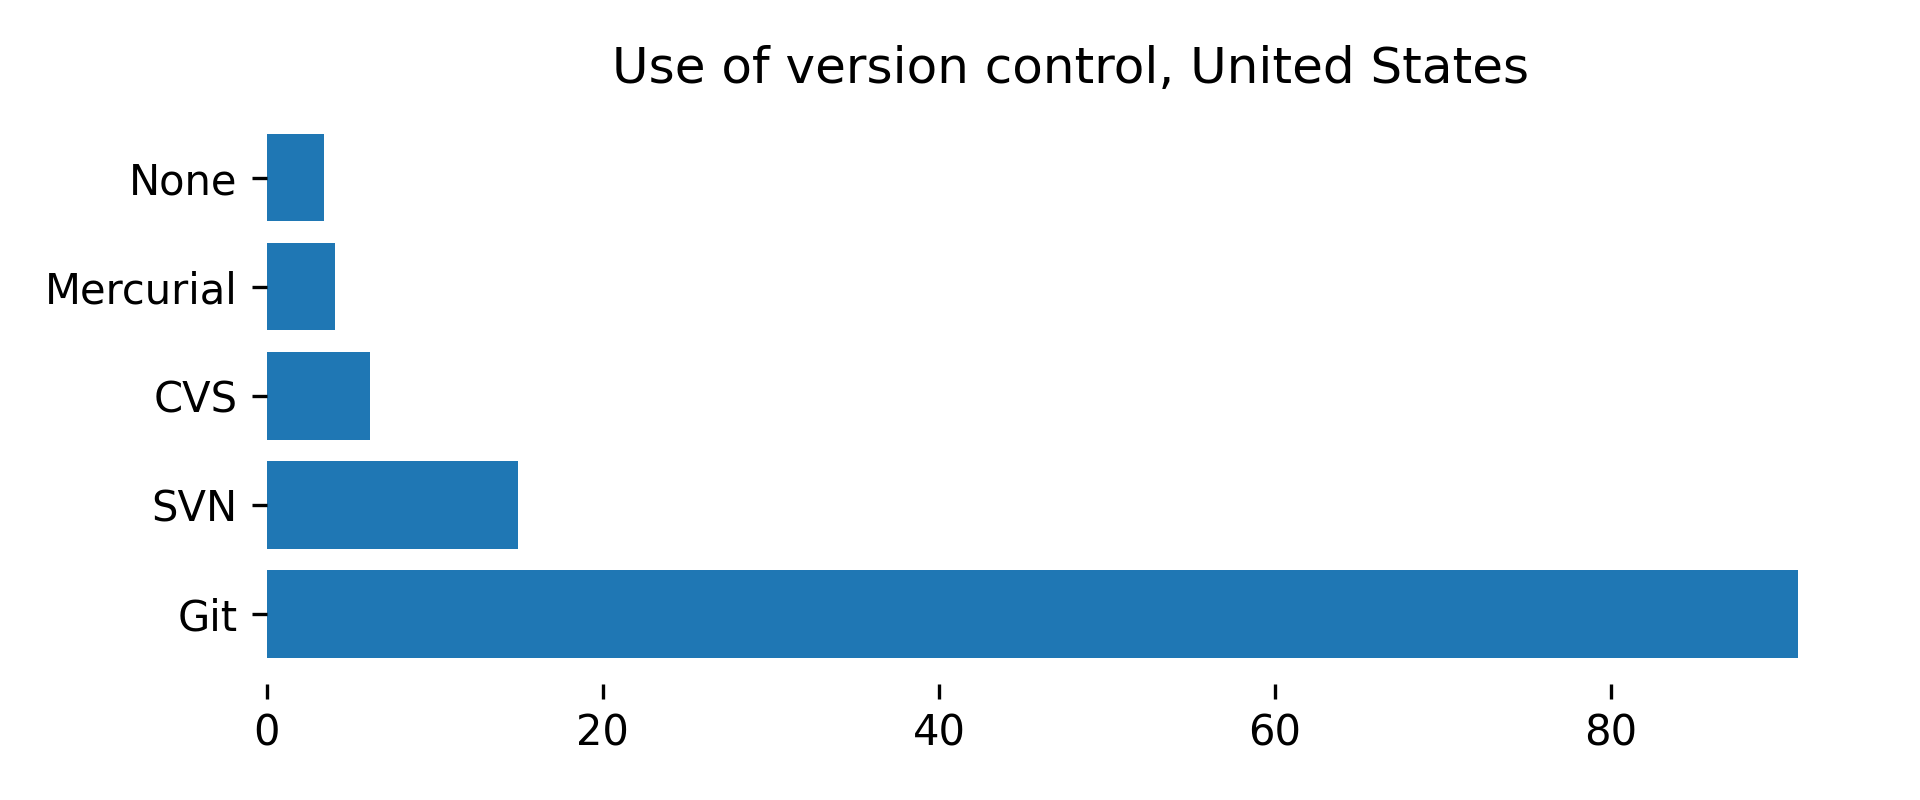 Use of version control, United States
None
Mercurial
CVS
SVN
Git
0 20 40 60 80